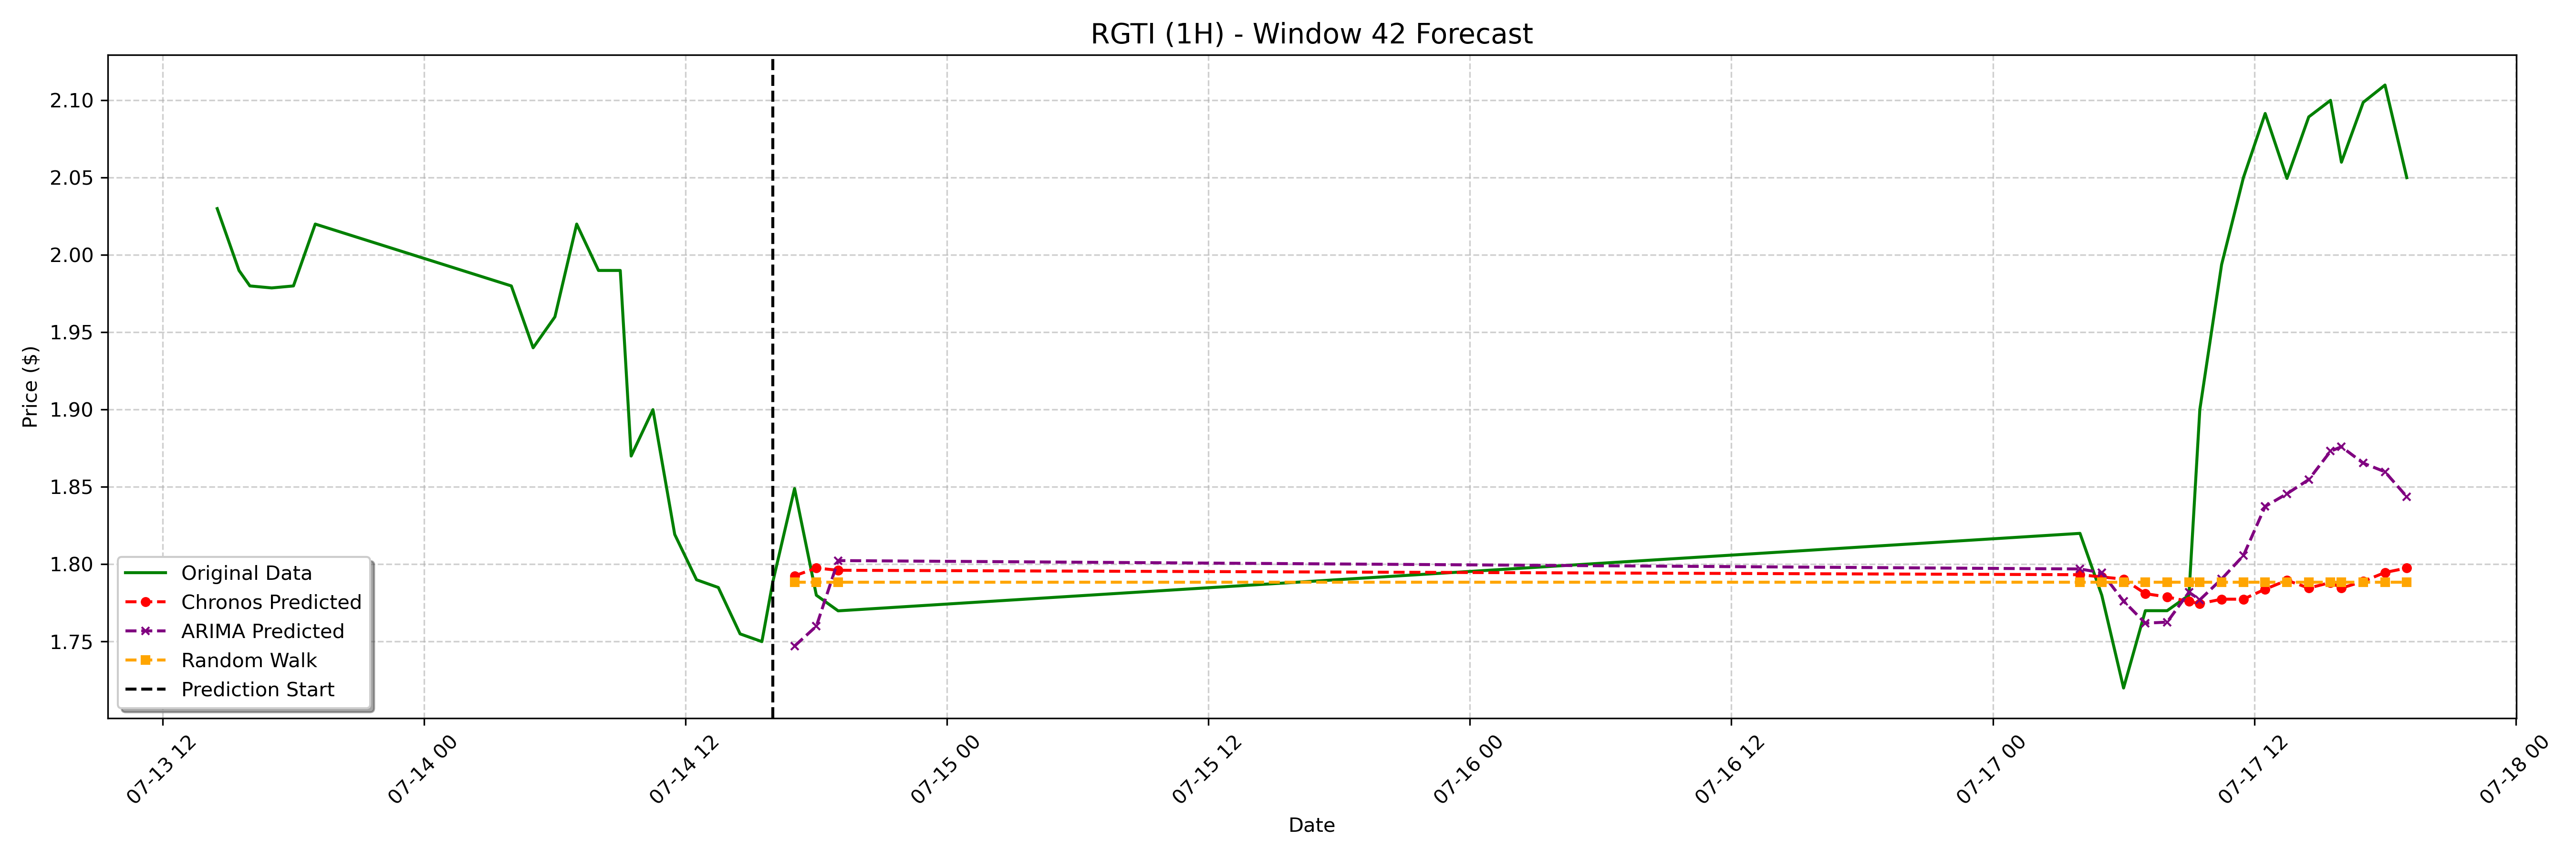 RGTI (1H) - Window 42 Forecast
Price ($)
2.10
2.05
2.00
1.95
1.90
1.85
1.80
1.75
Original Data
Chronos Predicted
ARIMA Predicted
Random Walk
Prediction Start
07-13 12
07-14 00
07-14 12
07-15 00
07-15 12
07-16 00
07-16 12
07-17 00
07-17 12
07-18 00
Date